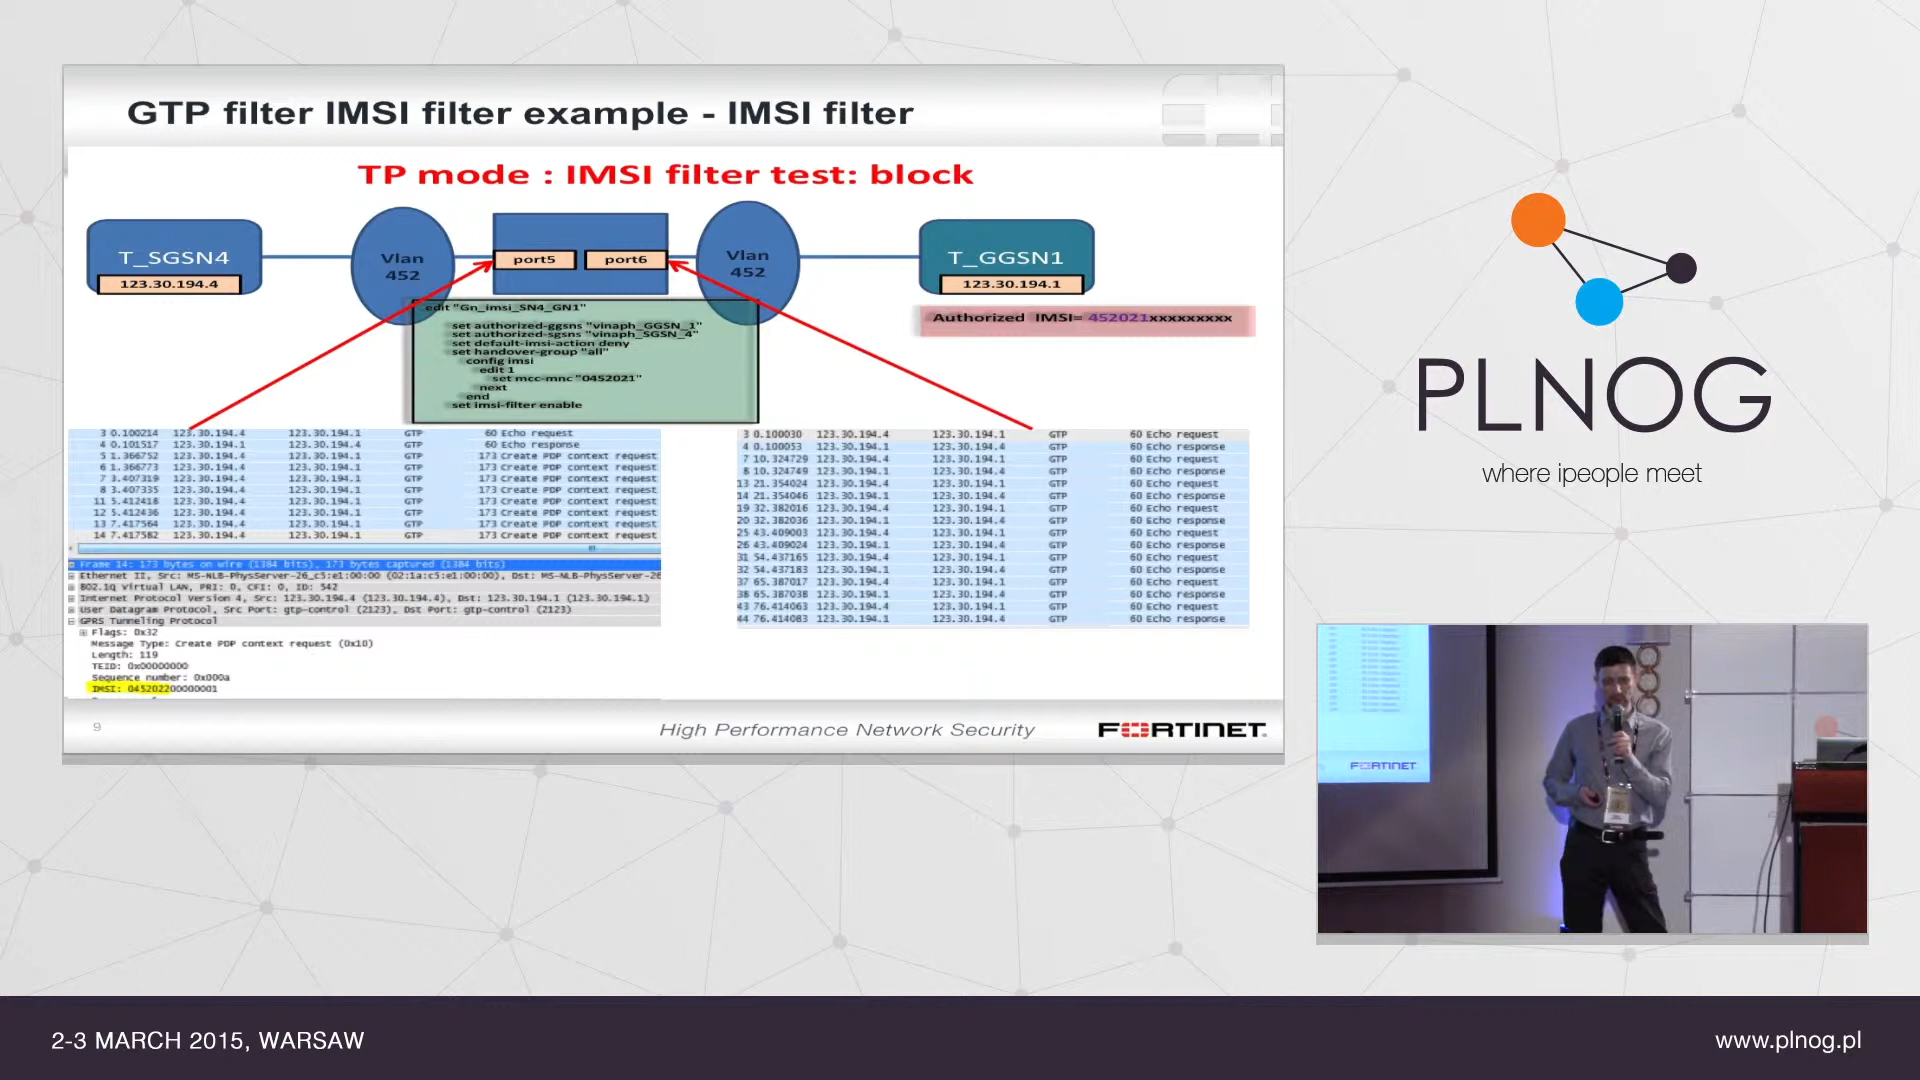 GTP filter IMSI filter example - IMSI filter
TP mode : IMSI filter test: block
T_SGSN4
123.30.194.4
Vlan
452
port5
port6
Vlan
452
T_GGSN1
123.30.194.1
Authorized IMSI= 452021xxxxxxxxx
edit "Gn_imsi_SN4_GN1"
set authorized-ggsns "vinaph_GGSN_1"
set authorized-sgsns "vinaph_SGSN_4"
set default-imsi-action deny
set handover-group "all"
config imsi
edit 1
set mcc-mnc "0452021"
next
end
set imsi-filter enable
3 0.100214 123.30.194.4 123.30.194.1 GTP 60 Echo request
4 0.101517 123.30.194.1 123.30.194.4 GTP 60 Echo response
5 1.366752 123.30.194.4 123.30.194.1 GTP 173 Create PDP context request
6 1.366773 123.30.194.4 123.30.194.1 GTP 173 Create PDP context request
7 3.407319 123.30.194.4 123.30.194.1 GTP 173 Create PDP context request
8 3.407335 123.30.194.4 123.30.194.1 GTP 173 Create PDP context request
11 5.412418 123.30.194.4 123.30.194.1 GTP 173 Create PDP context request
12 5.412436 123.30.194.4 123.30.194.1 GTP 173 Create PDP context request
13 7.417564 123.30.194.4 123.30.194.1 GTP 173 Create PDP context request
14 7.417582 123.30.194.4 123.30.194.1 GTP 173 Create PDP context request
Frame 14: 173 bytes on wire (1384 bits), 173 bytes captured (1384 bits)
Ethernet II, Src: MS-NLB-PhysServer-26_c5:e1:00:00 (02:1a:c5:e1:00:00), Dst: MS-NLB-PhysServer-26
802.1Q Virtual LAN, PRI: 0, CFI: 0, ID: 542
Internet Protocol Version 4, Src: 123.30.194.4 (123.30.194.4), Dst: 123.30.194.1 (123.30.194.1)
User Datagram Protocol, Src Port: gtp-control (2123), Dst Port: gtp-control (2123)
GPRS Tunneling Protocol
Flags: 0x32
Message Type: Create PDP context request (0x10)
Length: 119
TEID: 0x00000000
Sequence number: 0x000a
IMSI: 045202200000001
3 0.100030 123.30.194.4 123.30.194.1 GTP 60 Echo request
4 0.100053 123.30.194.1 123.30.194.4 GTP 60 Echo response
7 10.324729 123.30.194.4 123.30.194.1 GTP 60 Echo request
8 10.324749 123.30.194.1 123.30.194.4 GTP 60 Echo response
13 21.354024 123.30.194.4 123.30.194.1 GTP 60 Echo request
14 21.354046 123.30.194.1 123.30.194.4 GTP 60 Echo response
19 32.382016 123.30.194.4 123.30.194.1 GTP 60 Echo request
20 32.382036 123.30.194.1 123.30.194.4 GTP 60 Echo response
25 43.409003 123.30.194.4 123.30.194.1 GTP 60 Echo request
26 43.409024 123.30.194.1 123.30.194.4 GTP 60 Echo response
31 54.437165 123.30.194.4 123.30.194.1 GTP 60 Echo request
32 54.437183 123.30.194.1 123.30.194.4 GTP 60 Echo response
37 65.387017 123.30.194.4 123.30.194.1 GTP 60 Echo request
38 65.387038 123.30.194.1 123.30.194.4 GTP 60 Echo response
43 76.414063 123.30.194.4 123.30.194.1 GTP 60 Echo request
44 76.414083 123.30.194.1 123.30.194.4 GTP 60 Echo response
9
High Performance Network Security
FORTINET
PLNOG
where ipeople meet
FORTINET
2-3 MARCH 2015, WARSAW
www.plnog.pl